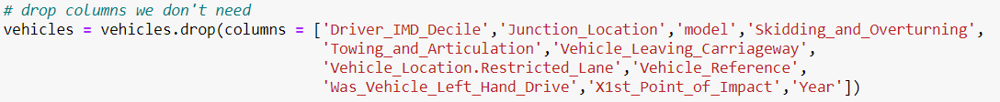 # drop columns we don't need
vehicles = vehicles.drop(columns = ['Driver_IMD_Decile','Junction_Location','model','Skidding_and_Overturning',
'Towing_and_Articulation','Vehicle_Leaving_Carriageway',
'Vehicle_Location.Restricted_Lane','Vehicle_Reference',
'Was_Vehicle_Left_Hand_Drive','X1st_Point_of_Impact','Year'])